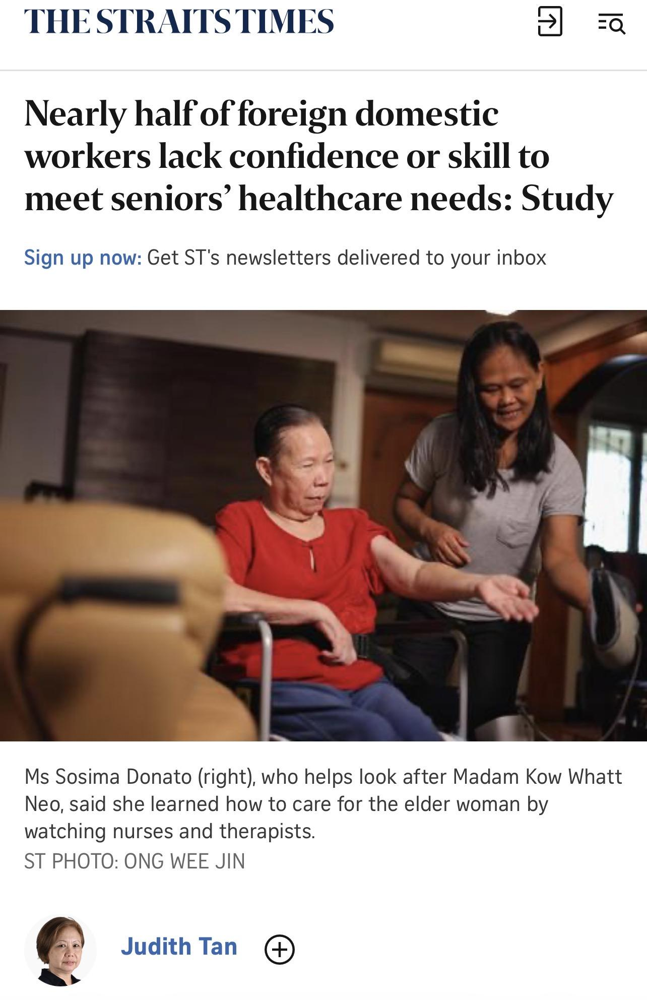 THE STRAITS TIMES
Nearly half of foreign domestic
workers lack confidence or skill to
meet seniors’ healthcare needs: Study
Sign up now: Get ST's newsletters delivered to your inbox
Ms Sosima Donato (right), who helps look after Madam Kow Whatt
Neo, said she learned how to care for the elder woman by
watching nurses and therapists.
ST PHOTO: ONG WEE JIN
Judith Tan